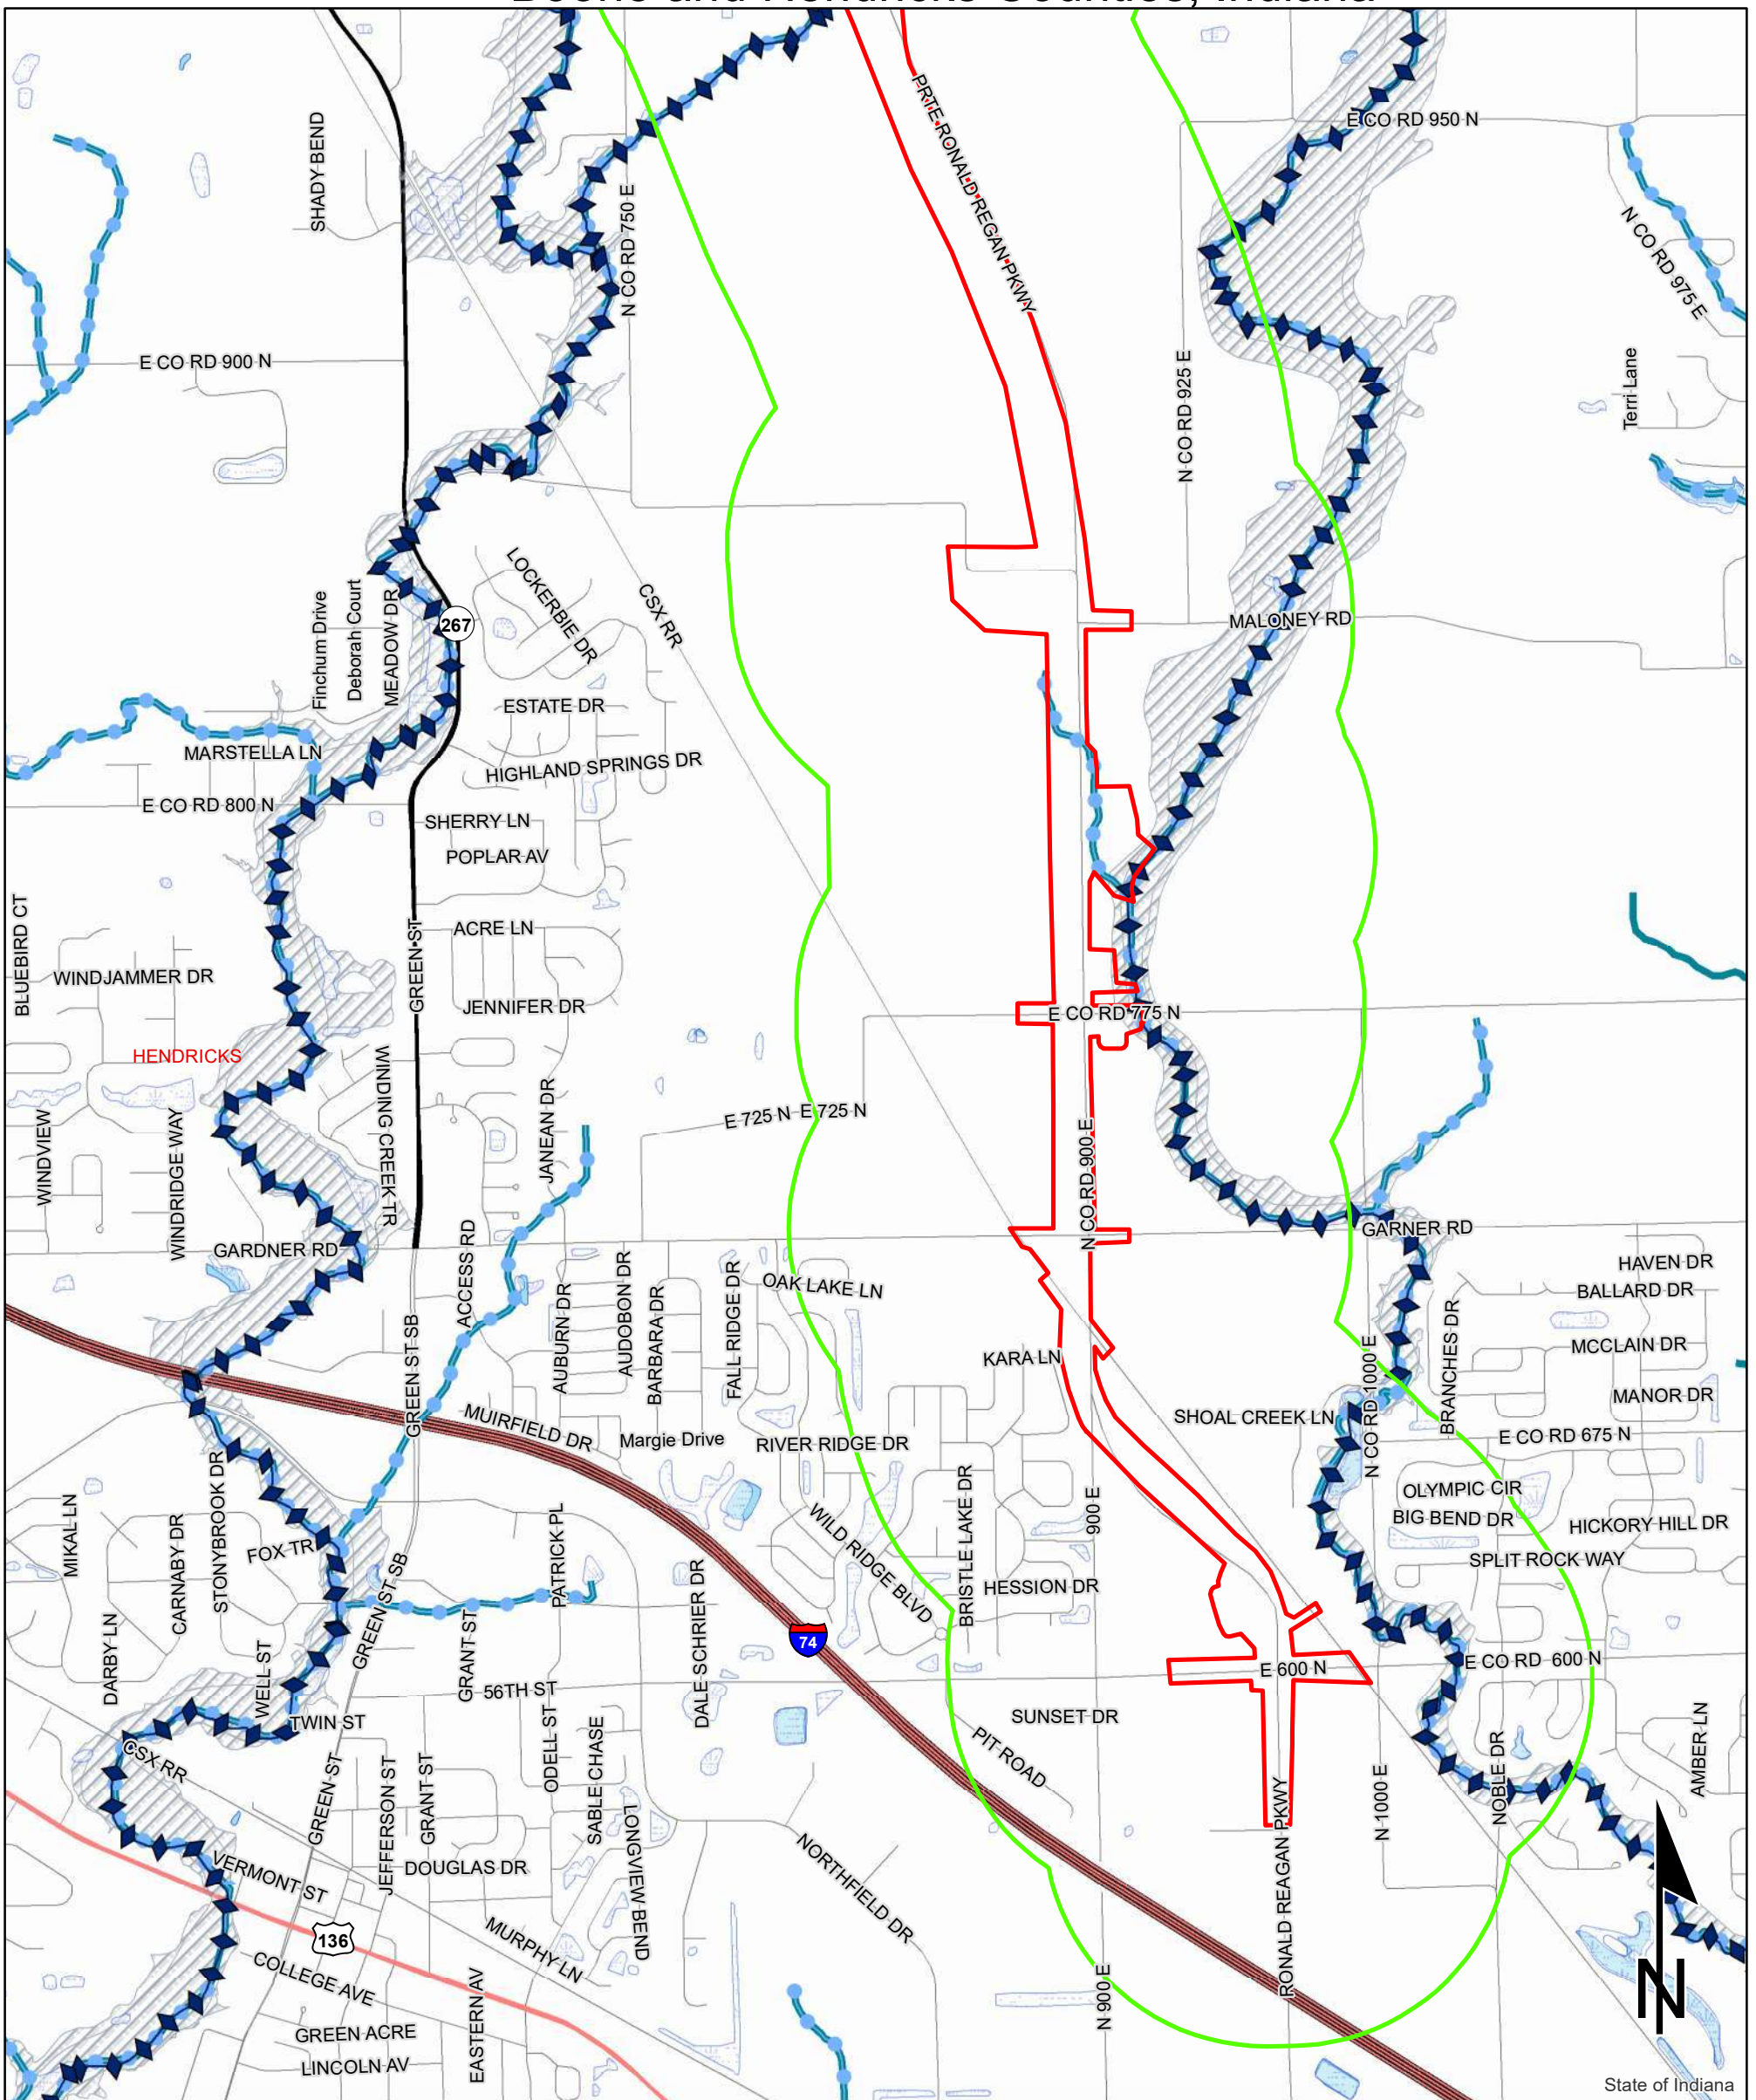 Boone and Hendricks Counties, Indiana
PRTE RONALD REGAN PKWY
E CO RD 950 N
SHADY BEND
N CO RD 750 E
N CO RD 975 E
E CO RD 900 N
N CO RD 925 E
Terri Lane
LOCKERBIE DR
CSX RR
Finchum Drive
Deborah Court
MEADOW DR
267
MALONEY RD
ESTATE DR
MARSTELLA LN
HIGHLAND SPRINGS DR
E CO RD 800 N
SHERRY LN
POPLAR AV
BLUEBIRD CT
GREEN ST
ACRE LN
WINDJAMMER DR
JENNIFER DR
E CO RD 775 N
HENDRICKS
WINDING CREEK TR
JANEAN DR
E 725 N
E 725 N
WINDVIEW
WINDRIDGE WAY
N CO RD 900 E
GARDNER RD
ACCESS RD
GARNER RD
HAVEN DR
OAK LAKE LN
BALLARD DR
AUBURN DR
AUDOBON DR
BARBARA DR
FALL RIDGE DR
GREEN ST SB
KARA LN
N CO RD 1000 E
BRANCHES DR
MCCLAIN DR
MANOR DR
MUIRFIELD DR
Margie Drive
RIVER RIDGE DR
SHOAL CREEK LN
E CO RD 675 N
MIKAL LN
CARNABY DR
STONYBROOK DR
FOX TR
PATRICK PL
WILD RIDGE BLVD
BRISTLE LAKE DR
900 E
OLYMPIC CIR
BIG BEND DR
HICKORY HILL DR
SPLIT ROCK WAY
HESSION DR
DARBY LN
WELL ST
GREEN ST SB
GRANT ST
DALE SCHRIER DR
74
E 600 N
E CO RD 600 N
56TH ST
TWIN ST
SUNSET DR
PIT ROAD
CSX RR
GREEN ST
JEFFERSON ST
GRANT ST
ODELL ST
SABLE CHASE
LONGVIEW BEND
RONALD REAGAN PKWY
N 1000 E
NOBLE DR
AMBER LN
VERMONT ST
DOUGLAS DR
NORTHFIELD DR
136
MURPHY LN
COLLEGE AVE
EASTERN AV
N 900 E
GREEN ACRE
LINCOLN AV
N
State of Indiana